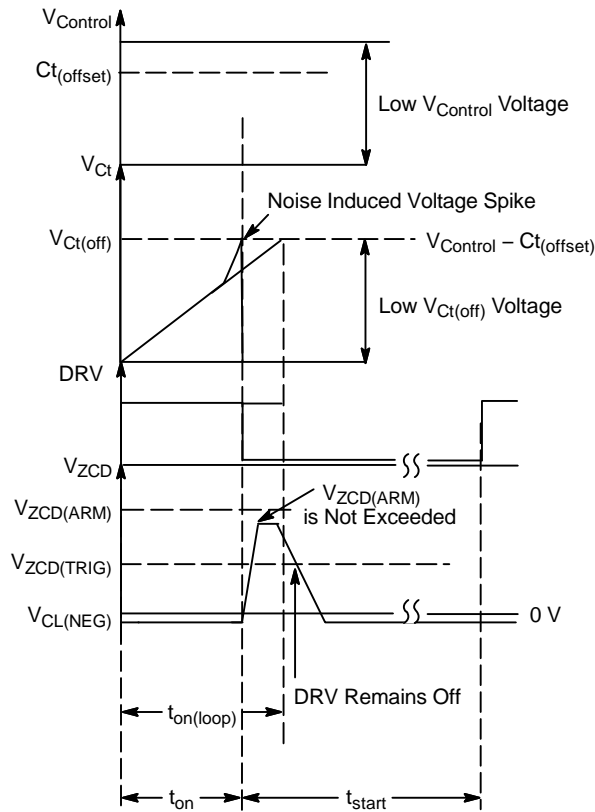 VControl
Ct(offset)
Low VControl Voltage
VCt
Noise Induced Voltage Spike
VCt(off)
VControl – Ct(offset)
Low VCt(off) Voltage
DRV
VZCD
VZCD(ARM)
VZCD(ARM)
is Not Exceeded
VZCD(TRIG)
VCL(NEG)
0 V
DRV Remains Off
ton(loop)
ton
tstart